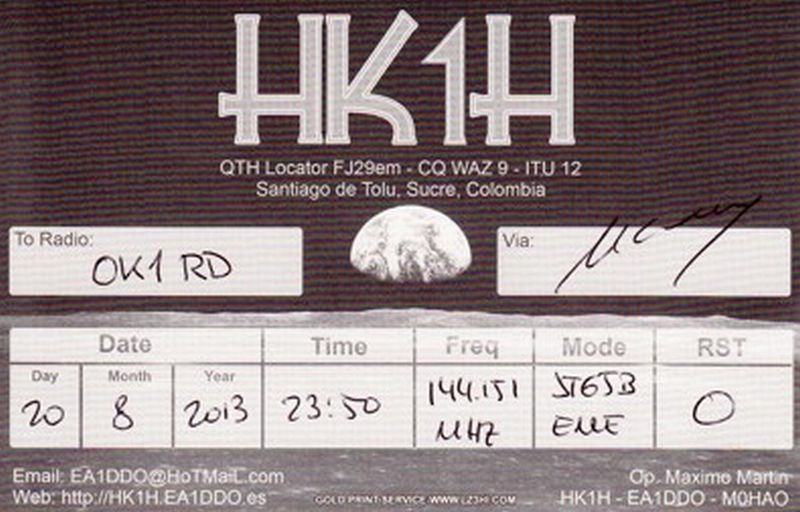 HK1H
QTH Locator FJ29em - CQ WAZ 9 - ITU 12
Santiago de Tolu, Sucre, Colombia
To Radio:
OK1 RD
Via:
Date
Time
Freq
Mode
RST
Day
Month
Year
20
8
2013
23:50
144.151
MHZ
JT65B
EME
O
Email: EA1DDO@HoTMaiL.com
Web: http://HK1H.EA1DDO.es
GOLD PRINT SERVICE-WWW.LZ3HI.COM
Op. Maximo Martin
HK1H - EA1DDO - M0HAO